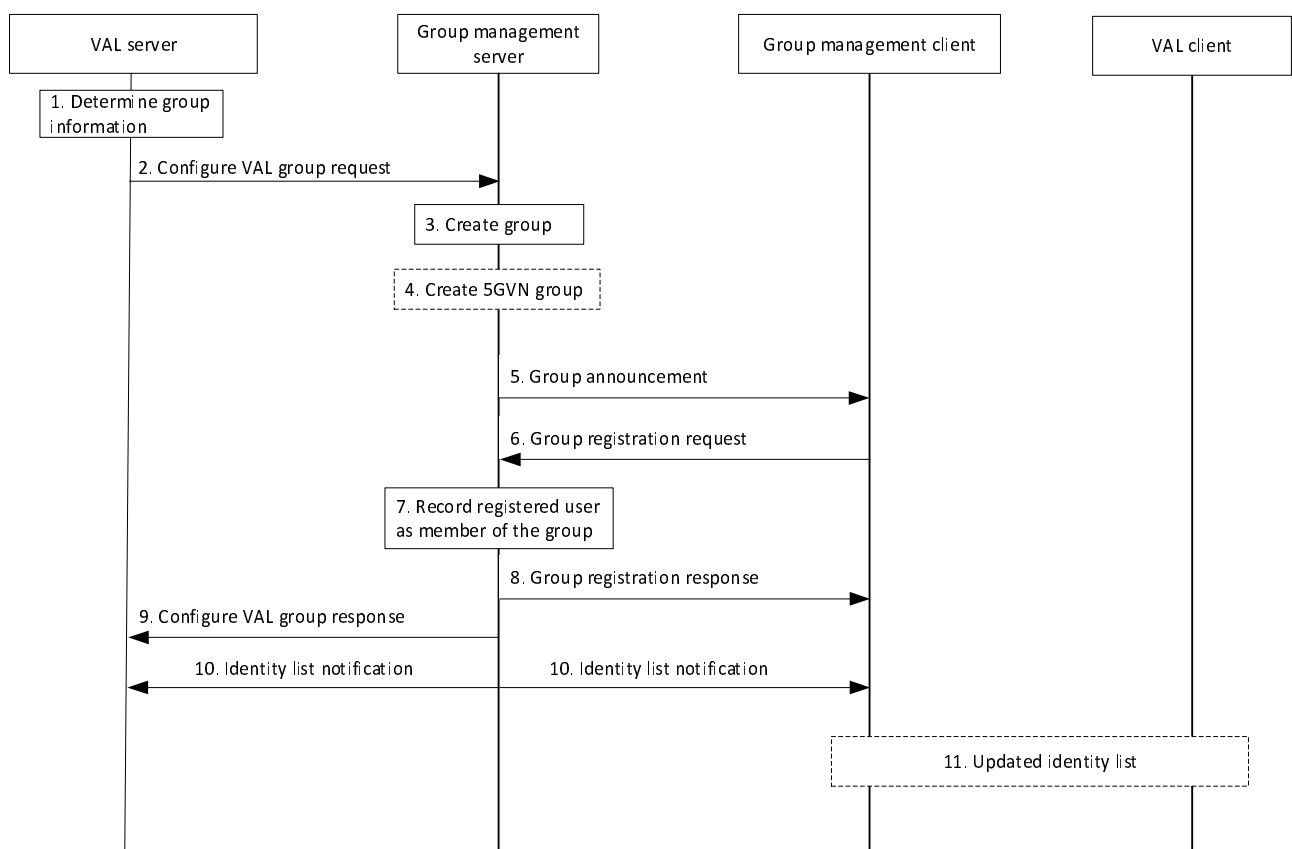 VAL server
Group management
server
Group management client
VAL client
1. Determine group
information
2. Configure VAL group request
3. Create group
4. Create 5GVN group
5. Group announcement
6. Group registration request
7. Record registered user
as member of the group
8. Group registration response
9. Configure VAL group response
10. Identity list notification
10. Identity list notification
11. Updated identity list